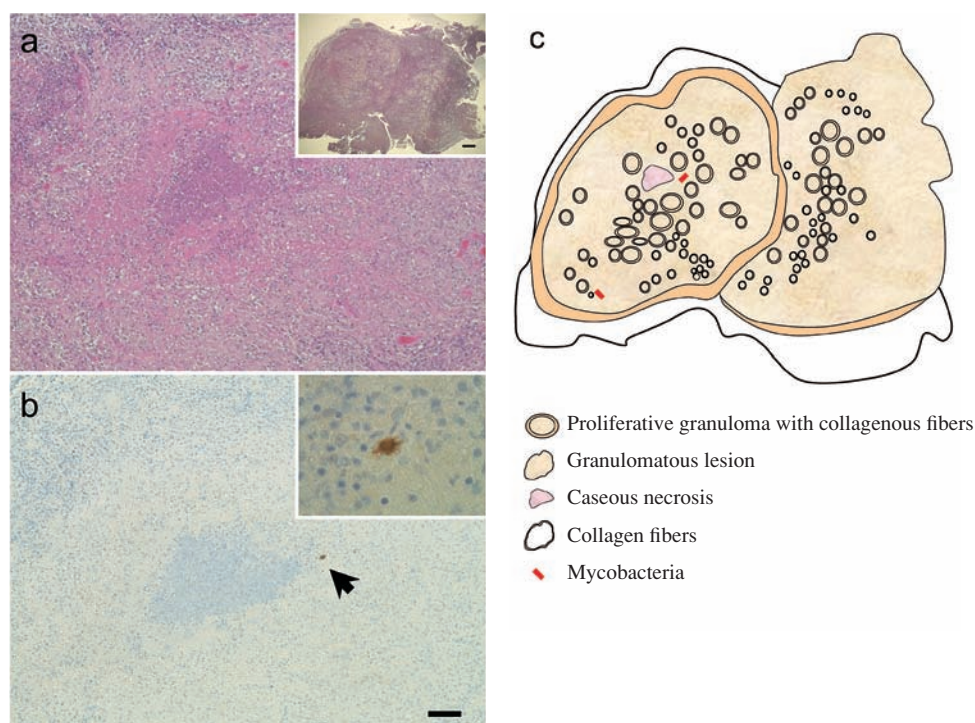 a
b
c
Proliferative granuloma with collagenous fibers
Granulomatous lesion
Caseous necrosis
Collagen fibers
Mycobacteria